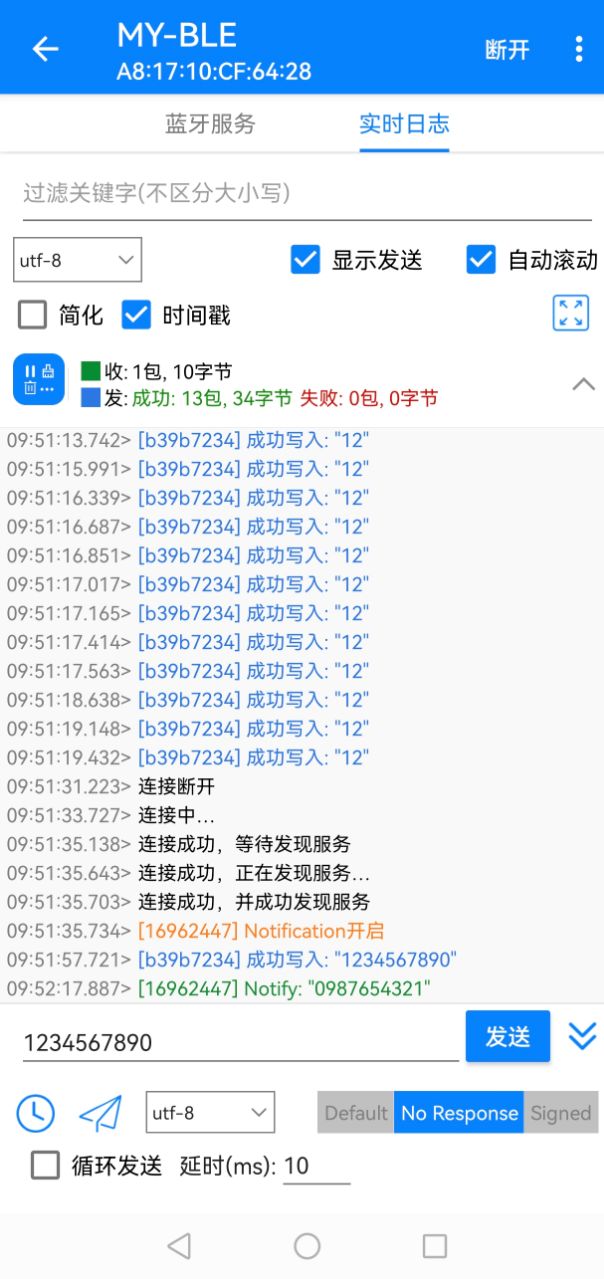 MY-BLE
断开
A8:17:10:CF:64:28
蓝牙服务 实时日志
过滤关键字(不区分大小写)
utf-8 显示发送 自动滚动
简化 时间戳
收: 1包, 10字节
发: 成功: 13包, 34字节 失败: 0包, 0字节
09:51:13.742> [b39b7234] 成功写入: "12"
09:51:15.991> [b39b7234] 成功写入: "12"
09:51:16.339> [b39b7234] 成功写入: "12"
09:51:16.687> [b39b7234] 成功写入: "12"
09:51:16.851> [b39b7234] 成功写入: "12"
09:51:17.017> [b39b7234] 成功写入: "12"
09:51:17.165> [b39b7234] 成功写入: "12"
09:51:17.414> [b39b7234] 成功写入: "12"
09:51:17.563> [b39b7234] 成功写入: "12"
09:51:18.638> [b39b7234] 成功写入: "12"
09:51:19.148> [b39b7234] 成功写入: "12"
09:51:19.432> [b39b7234] 成功写入: "12"
09:51:31.223> 连接断开
09:51:33.727> 连接中...
09:51:35.138> 连接成功，等待发现服务
09:51:35.643> 连接成功，正在发现服务...
09:51:35.703> 连接成功，并成功发现服务
09:51:35.734> [16962447] Notification开启
09:51:57.721> [b39b7234] 成功写入: "1234567890"
09:52:17.887> [16962447] Notify: "0987654321"
1234567890 发送
utf-8 Default No Response Signed
循环发送 延时(ms): 10